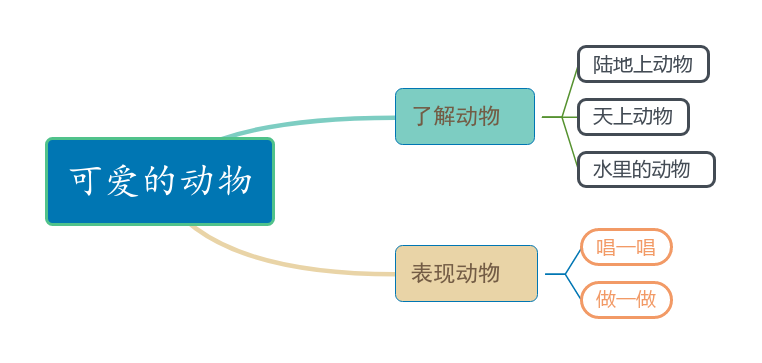 可爱的动物
了解动物
陆地上动物
天上动物
水里的动物
表现动物
唱一唱
做一做